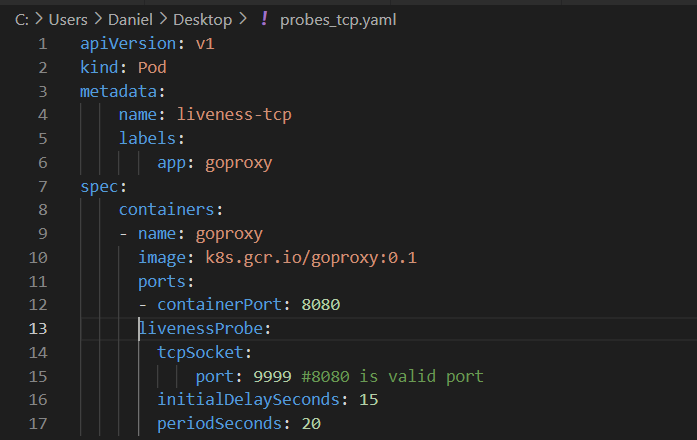 C: > Users > Daniel > Desktop > ! probes_tcp.yaml
1 apiVersion: v1
2 kind: Pod
3 metadata:
4     name: liveness-tcp
5     labels:
6         app: goproxy
7 spec:
8     containers:
9     - name: goproxy
10       image: k8s.gcr.io/goproxy:0.1
11       ports:
12       - containerPort: 8080
13       livenessProbe:
14         tcpSocket:
15             port: 9999 #8080 is valid port
16         initialDelaySeconds: 15
17         periodSeconds: 20